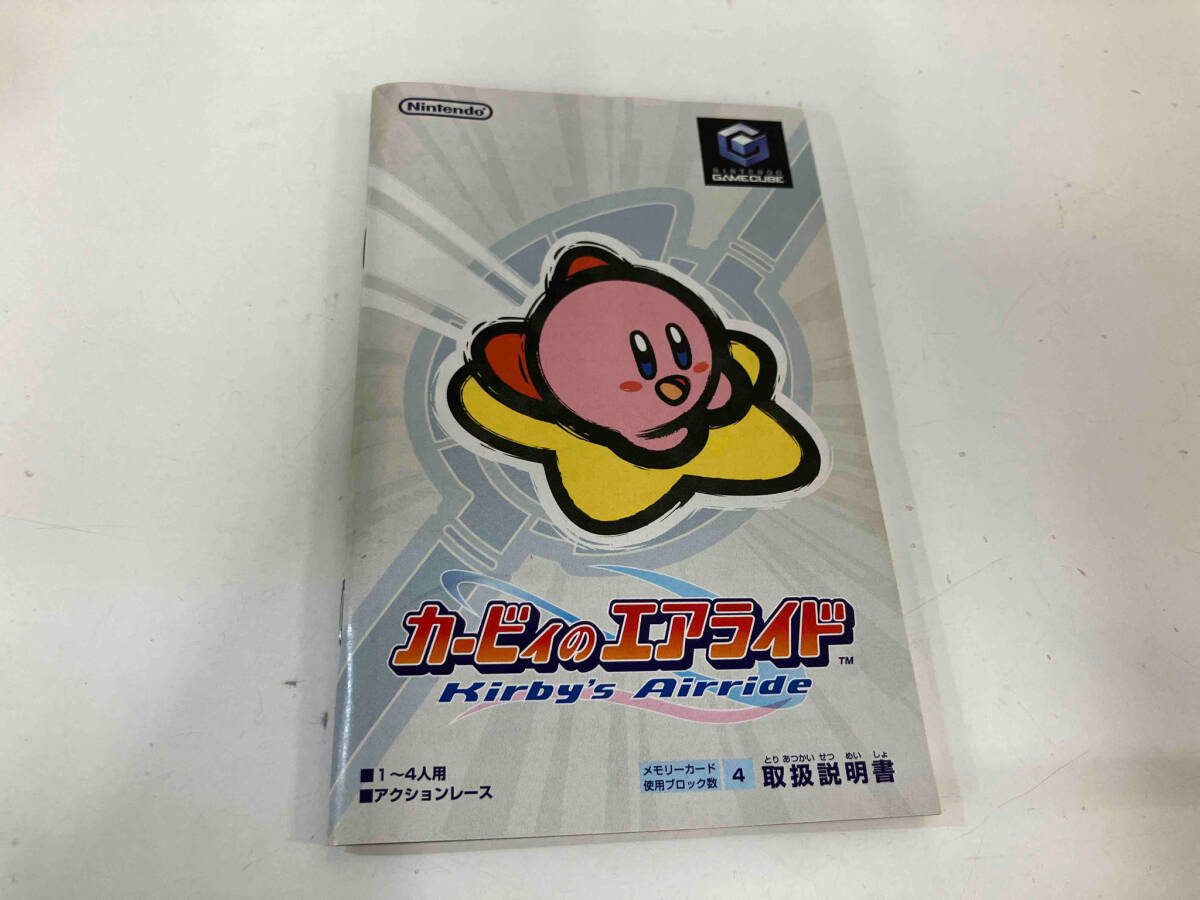 Nintendo
NINTENDO
GAMECUBE
カービィのエアライド™
Kirby's Airride
■1〜4人用
■アクションレース
メモリーカード
使用ブロック数
4
とりあつかいせつめいしょ
取扱説明書